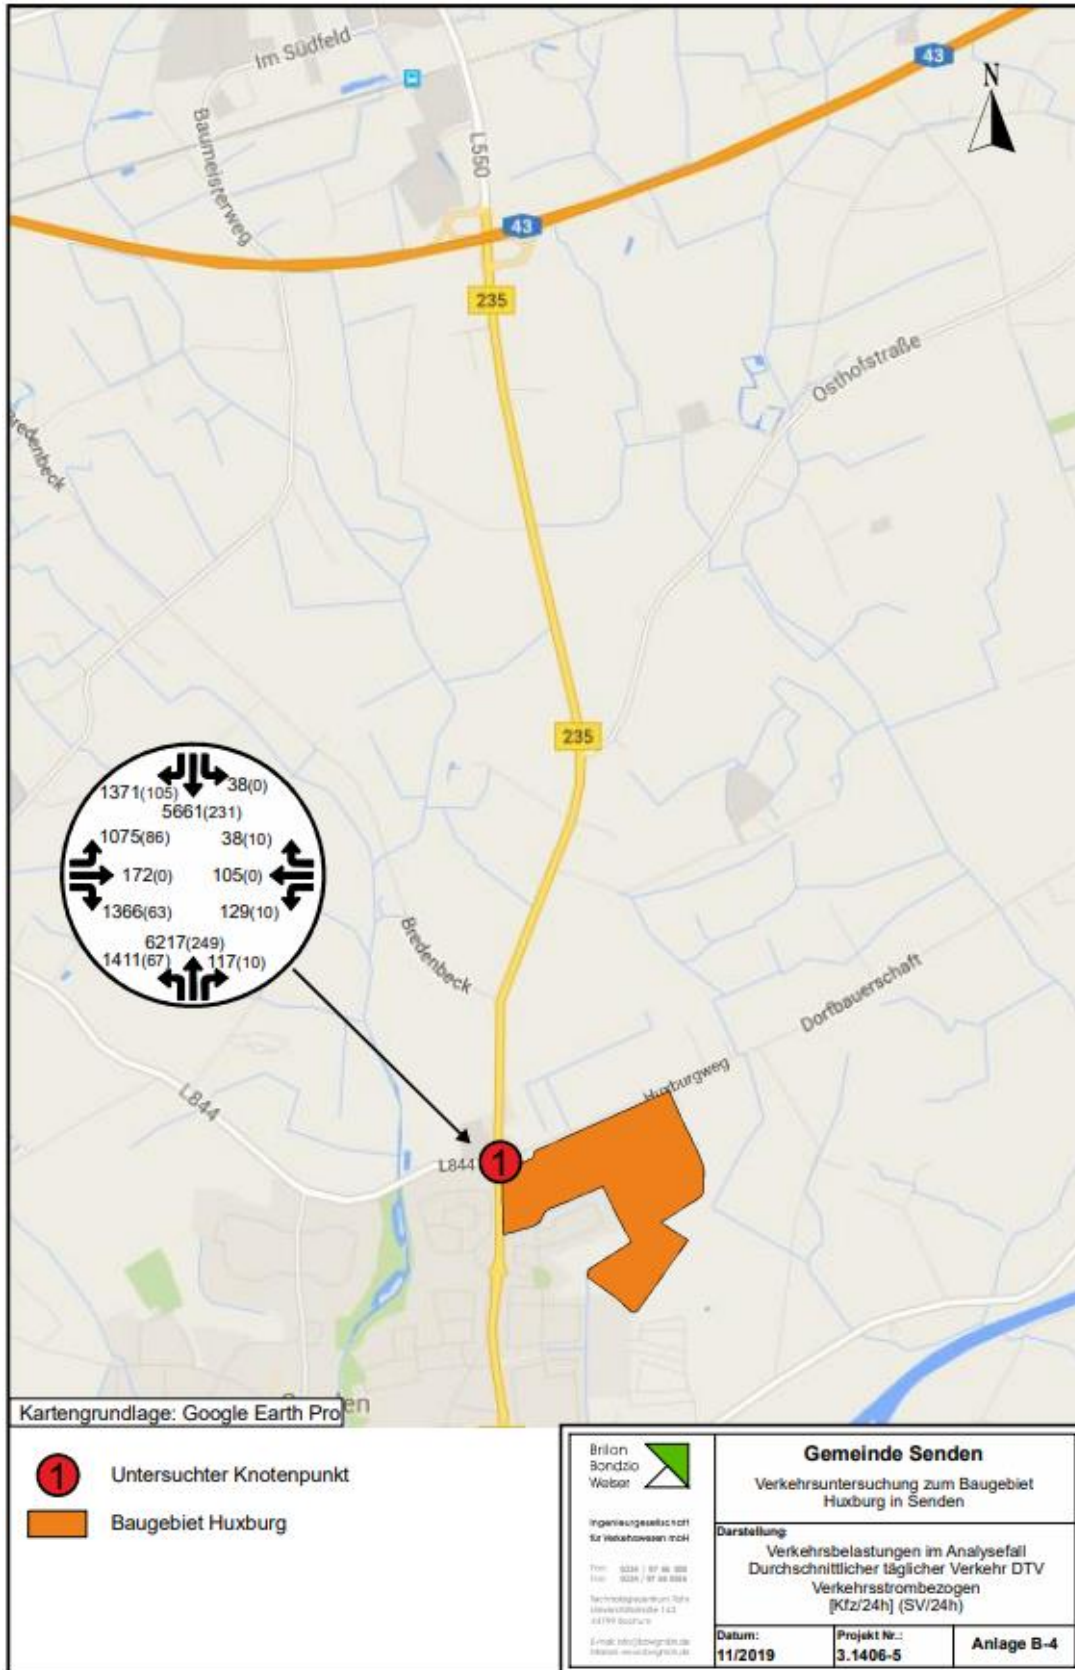 Im Südfeld
43
N
Baumeisterweg
L550
43
235
Osthofstraße
Bredenbeck
235
1371(105)
38(0)
5661(231)
1075(86)
38(10)
172(0)
105(0)
1366(63)
129(10)
6217(249)
1411(67)
117(10)
Bredenbeck
Dorfbauerschaft
Huxburgweg
L844
L844
1
Kartengrundlage: Google Earth Pro
1 Untersuchter Knotenpunkt
Baugebiet Huxburg
Brilon
Bondzio
Weiser
Ingenieurgesellschaft
für Verkehrswesen mbH
Gemeinde Senden
Verkehrsuntersuchung zum Baugebiet
Huxburg in Senden
Darstellung:
Verkehrsbelastungen im Analysefall
Durchschnittlicher täglicher Verkehr DTV
Verkehrsstrombezogen
[Kfz/24h] (SV/24h)
Datum:
11/2019
Projekt Nr.:
3.1406-5
Anlage B-4